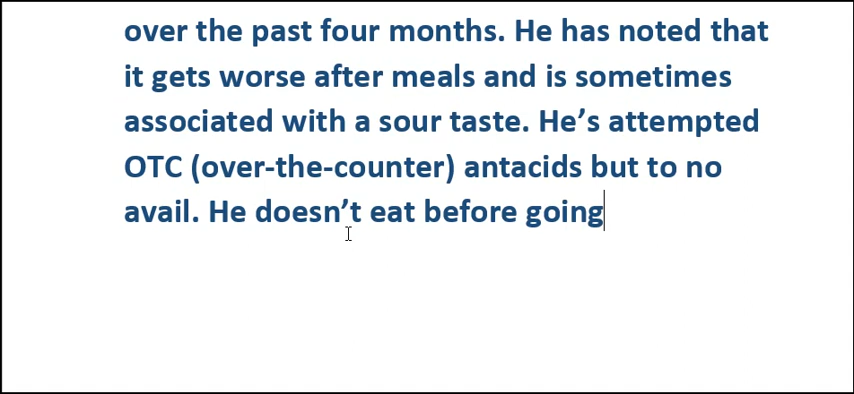 over the past four months. He has noted that
it gets worse after meals and is sometimes
associated with a sour taste. He’s attempted
OTC (over-the-counter) antacids but to no
avail. He doesn’t eat before going